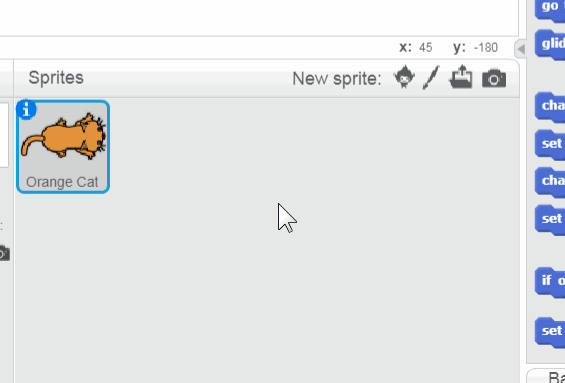 go
glid
x: 45 y: -180
Sprites New sprite:
i
Orange Cat
cha
set
cha
set
if o
set
Ba